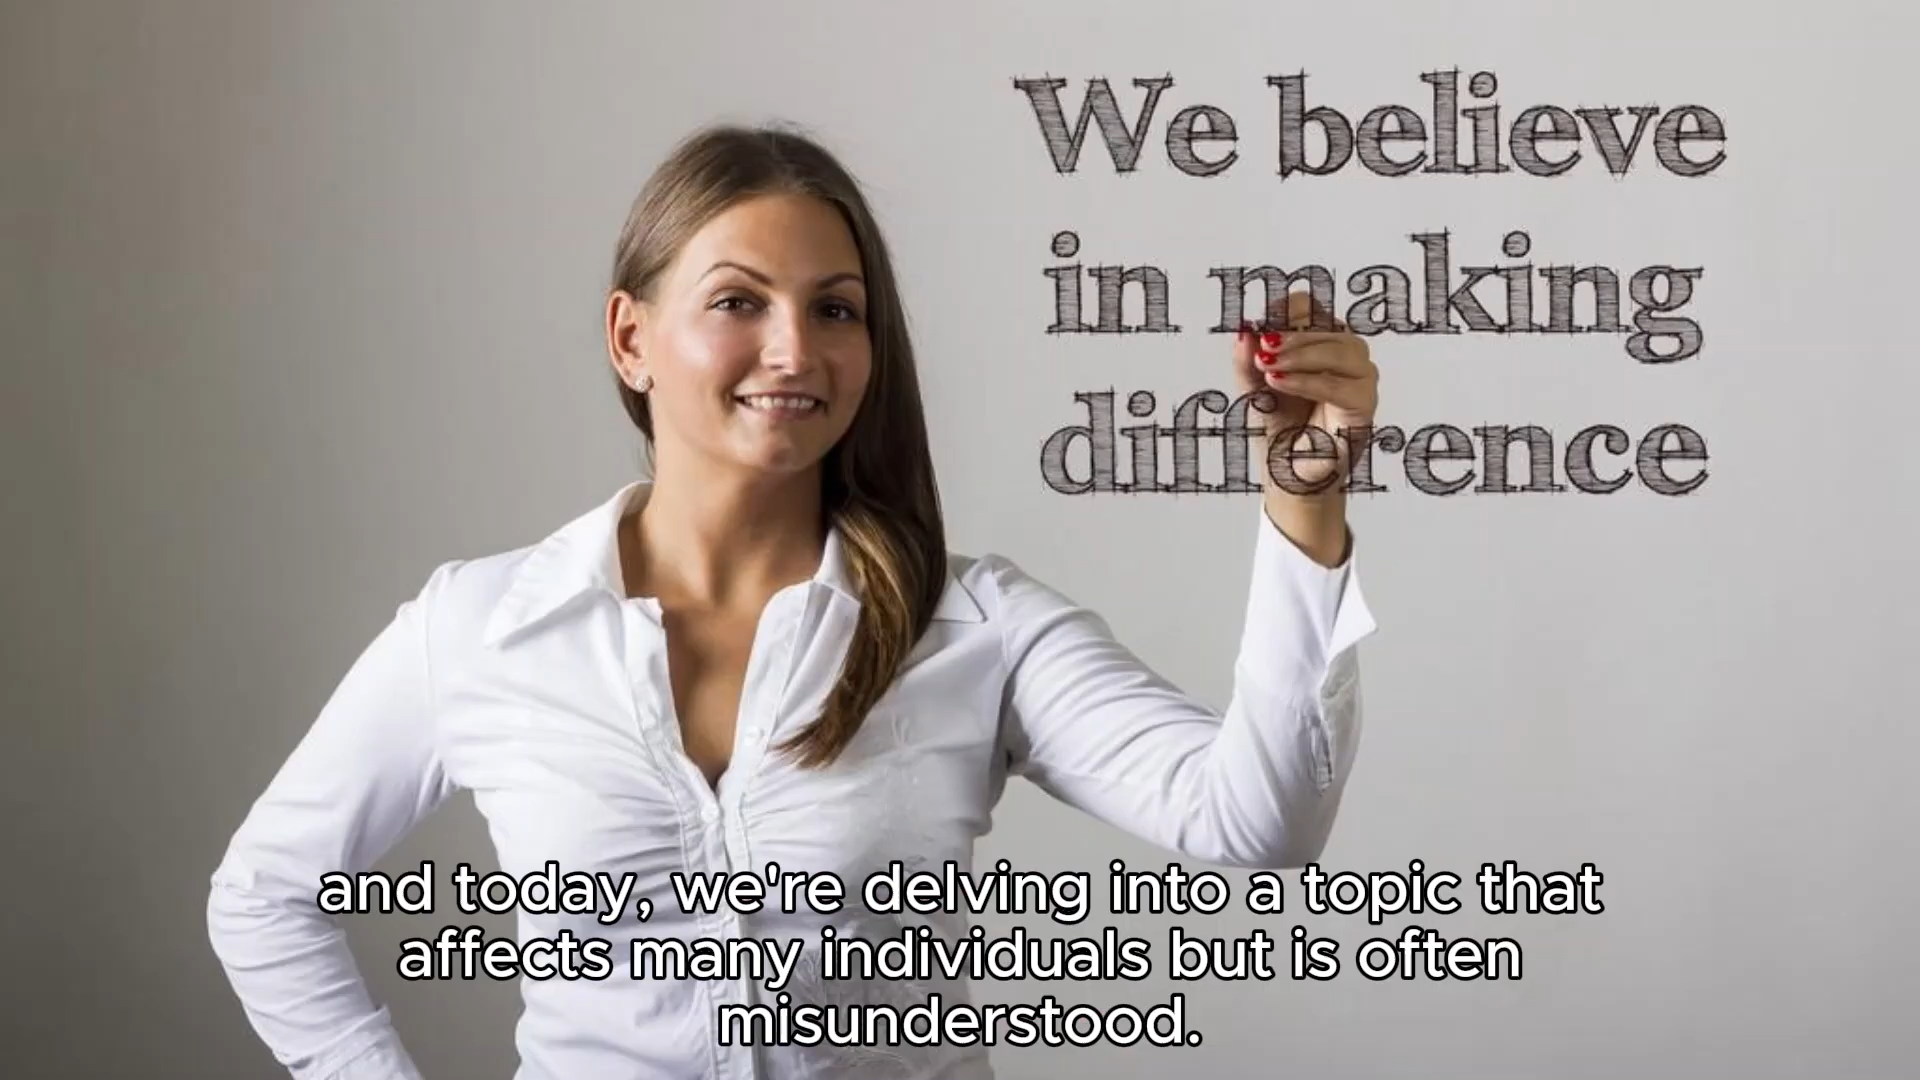 We believe
in making
difference
and today, we're delving into a topic that
affects many individuals but is often
misunderstood.